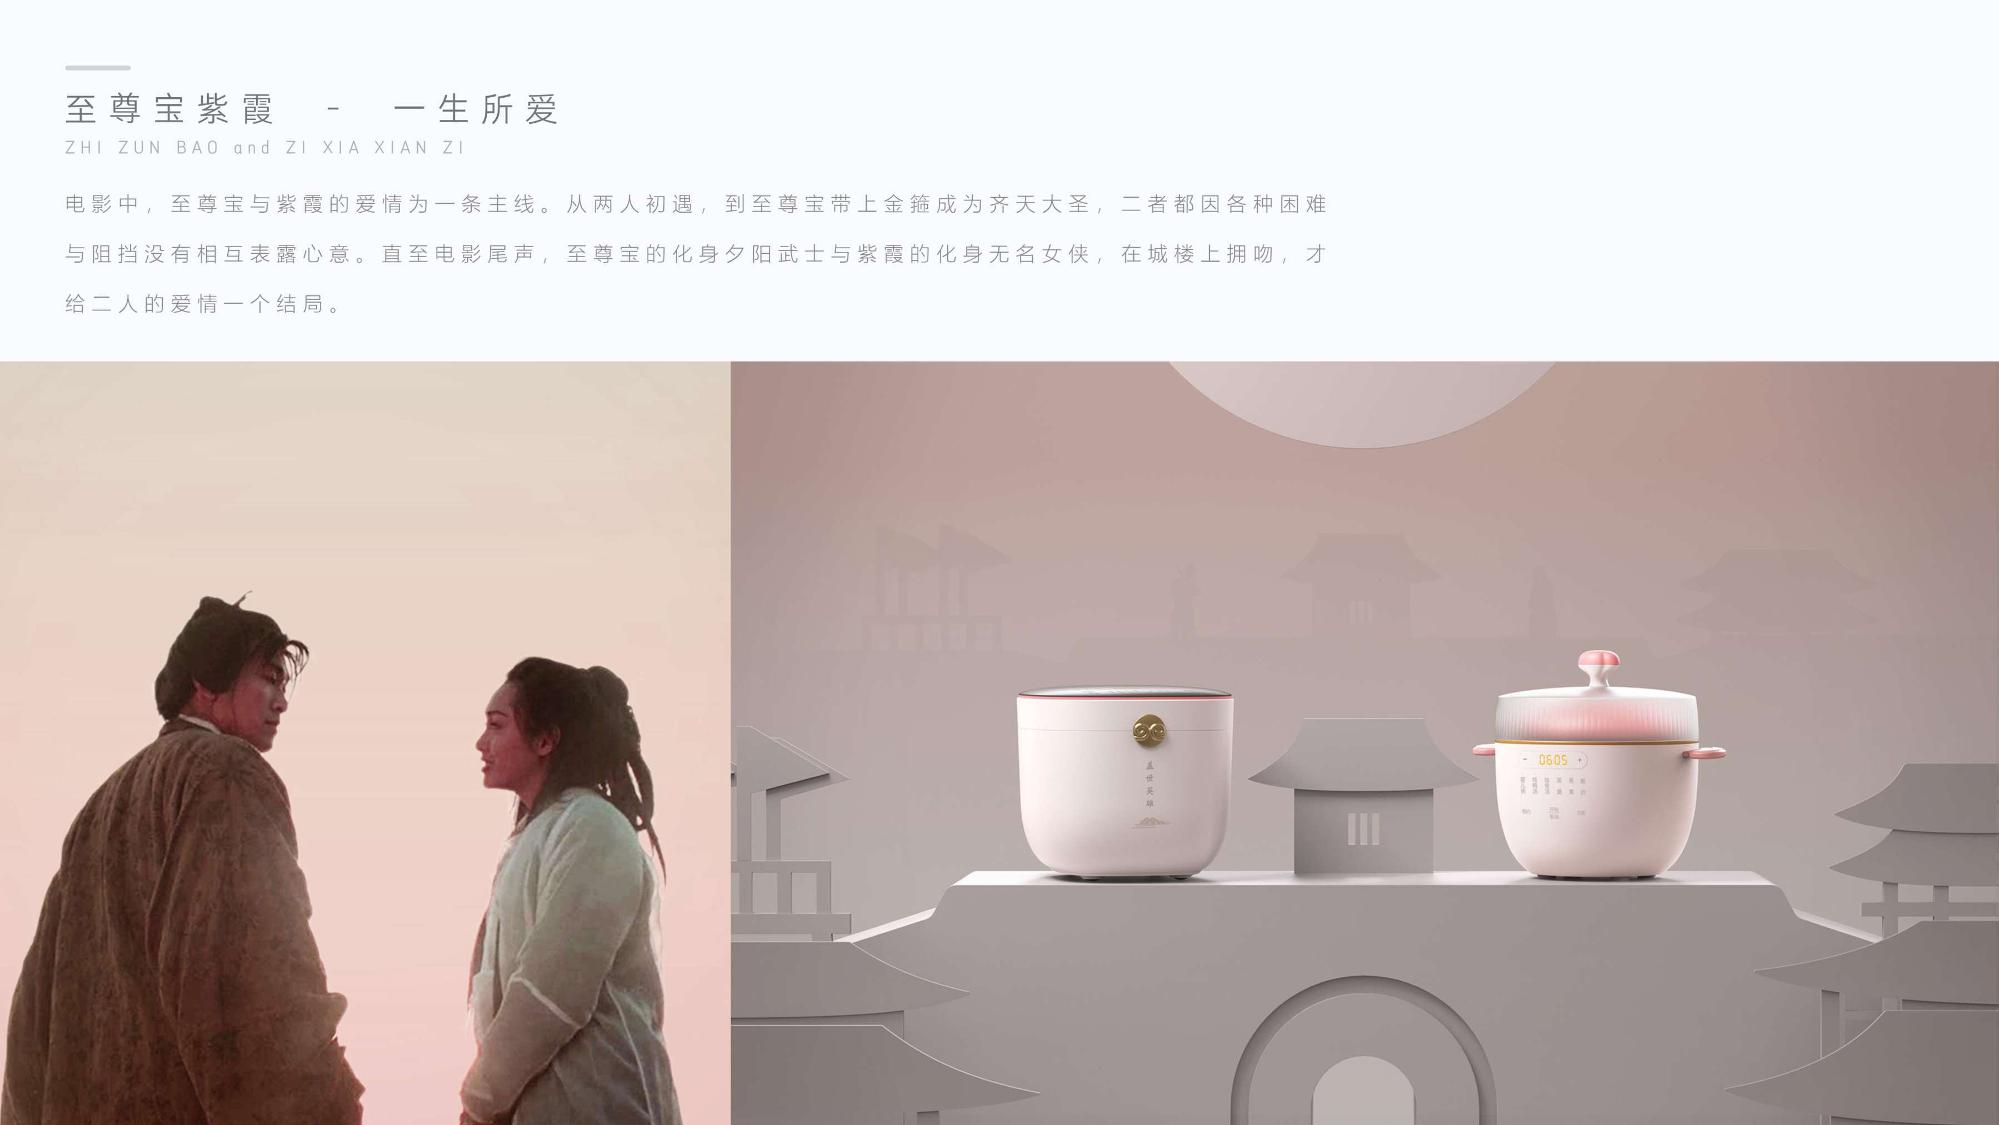 至尊宝紫霞 - 一生所爱
ZHI ZUN BAO and ZI XIA XIAN ZI
电影中，至尊宝与紫霞的爱情为一条主线。从两人初遇，到至尊宝带上金箍成为齐天大圣，二者都因各种困难
与阻挡没有相互表露心意。直至电影尾声，至尊宝的化身夕阳武士与紫霞的化身无名女侠，在城楼上拥吻，才
给二人的爱情一个结局。
盖世英雄
- 0605 +